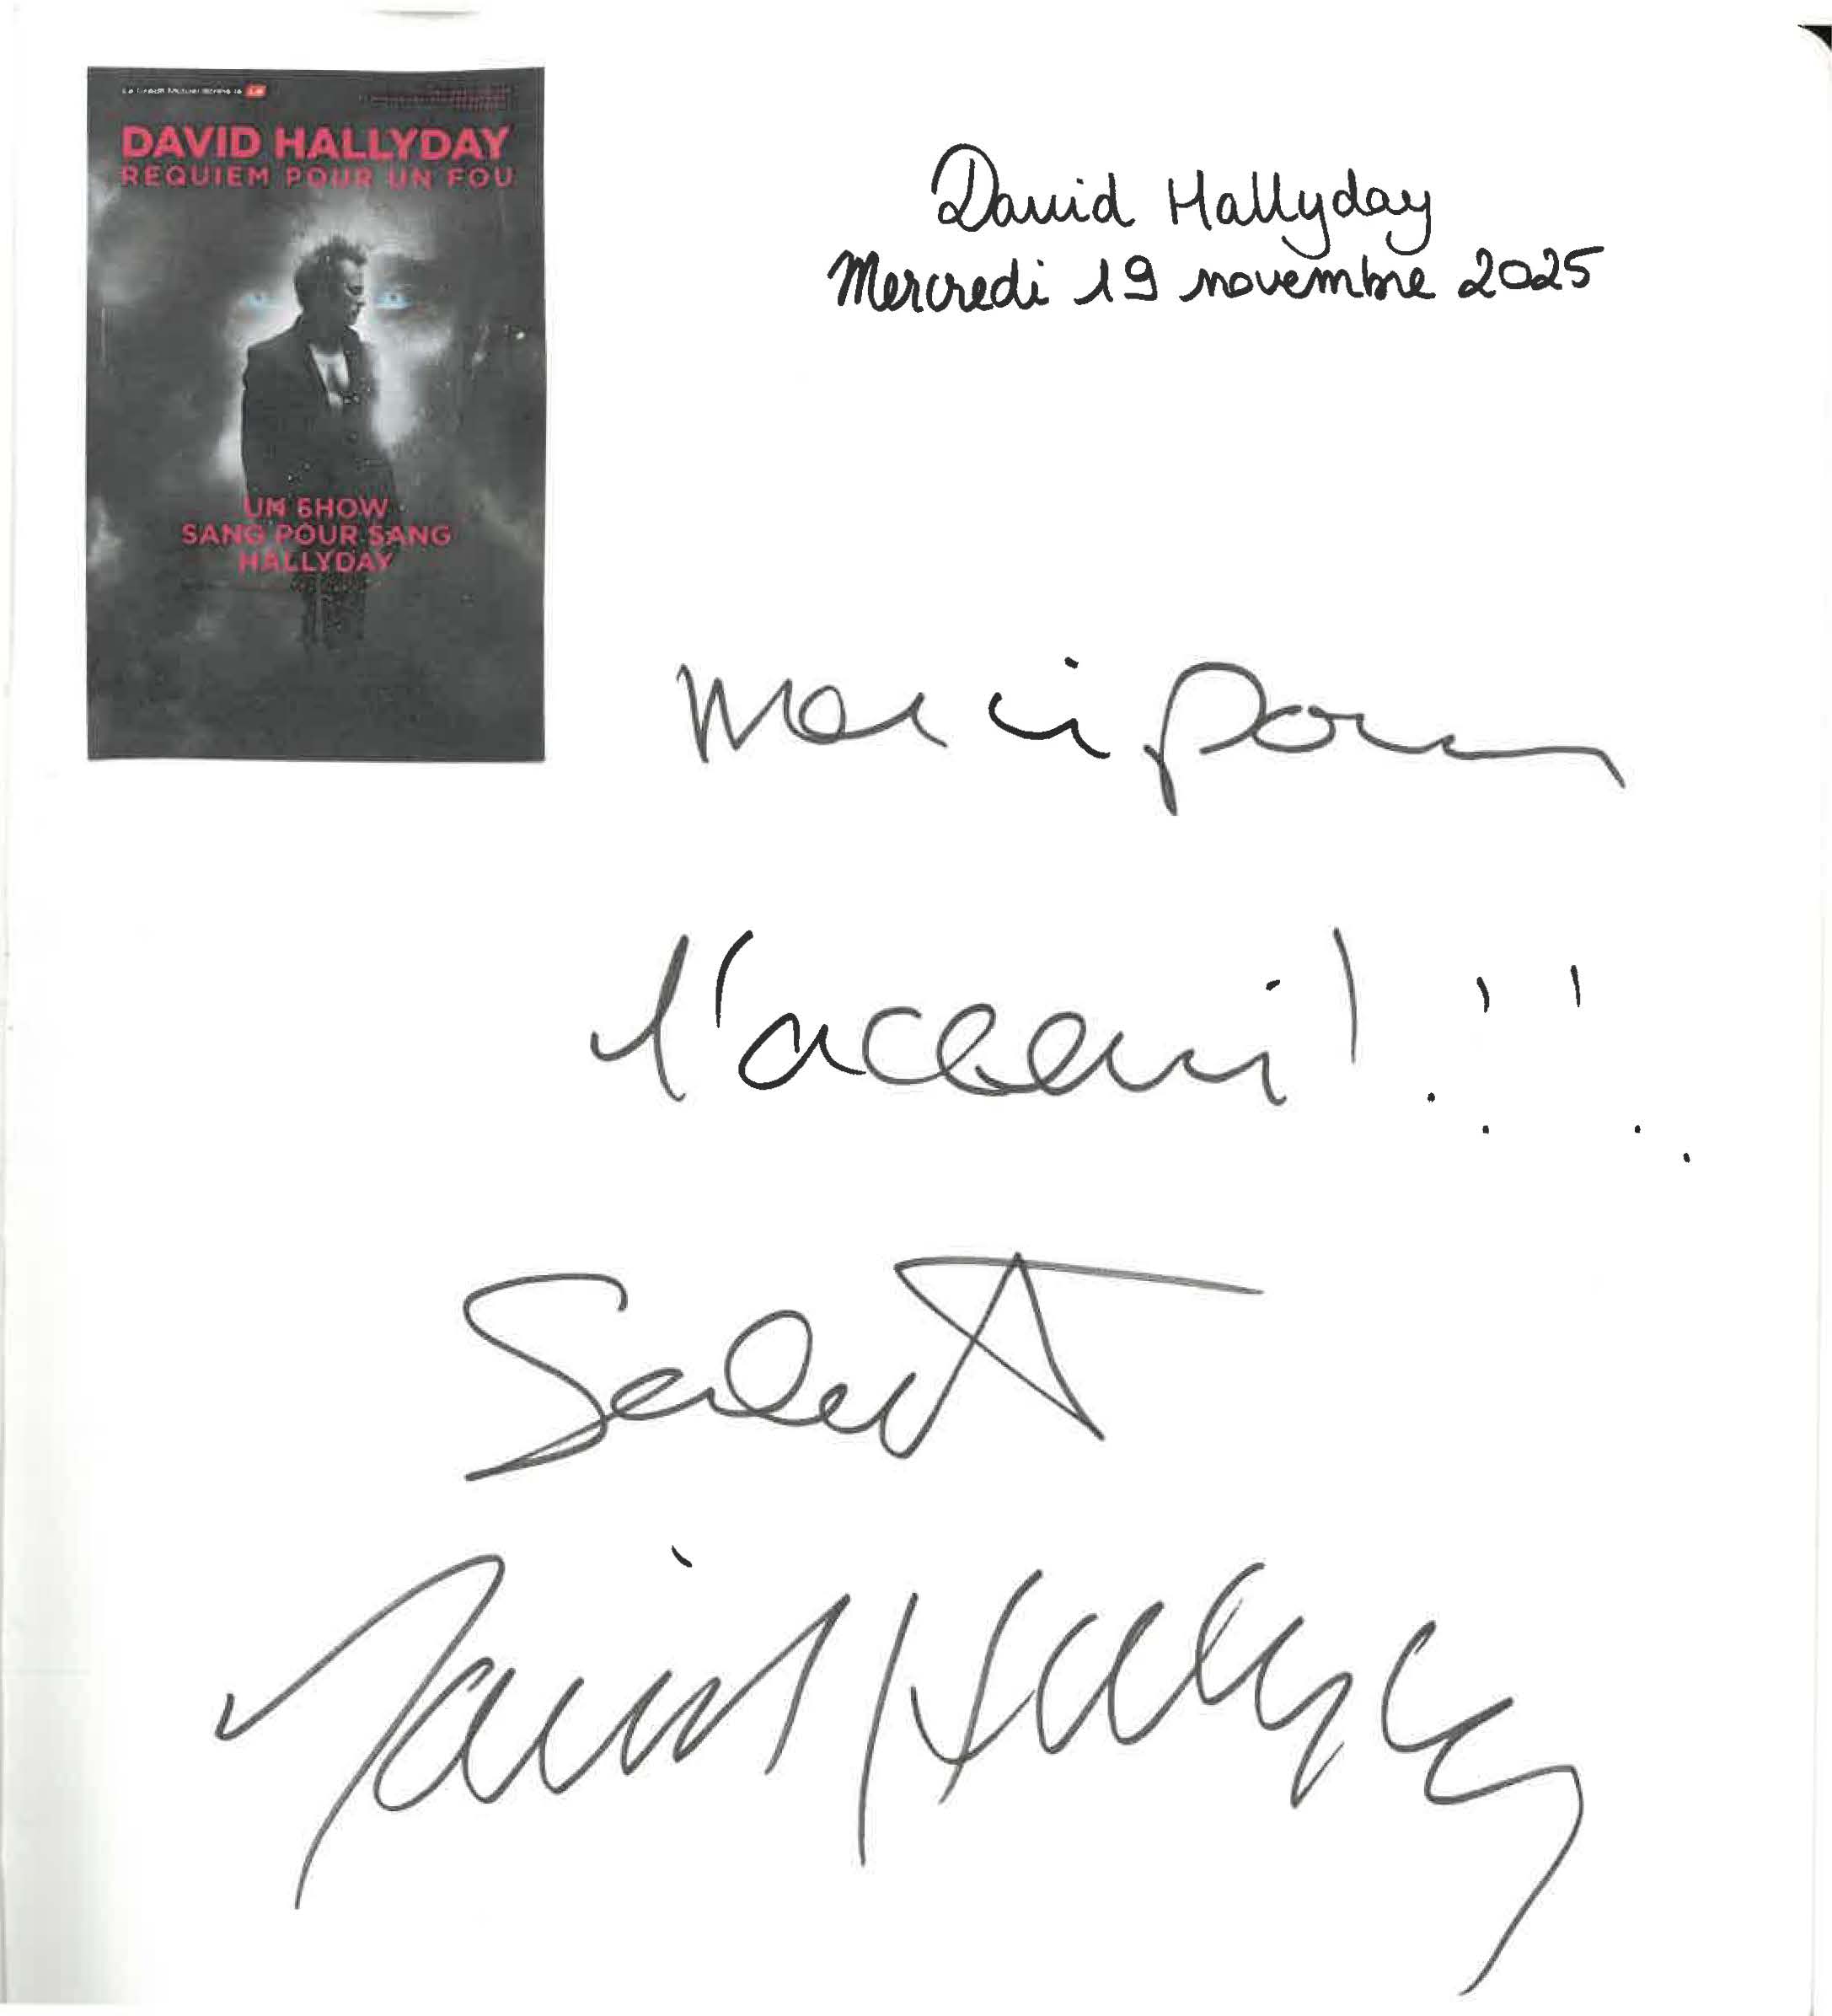 DAVID HALLYDAY
REQUIEM POUR UN FOU
UN SHOW
SANG POUR SANG
HALLYDAY
David Hallyday
Mercredi 19 novembre 2025
Merci pour
l'accueil !!!
Salut
David Hallyday